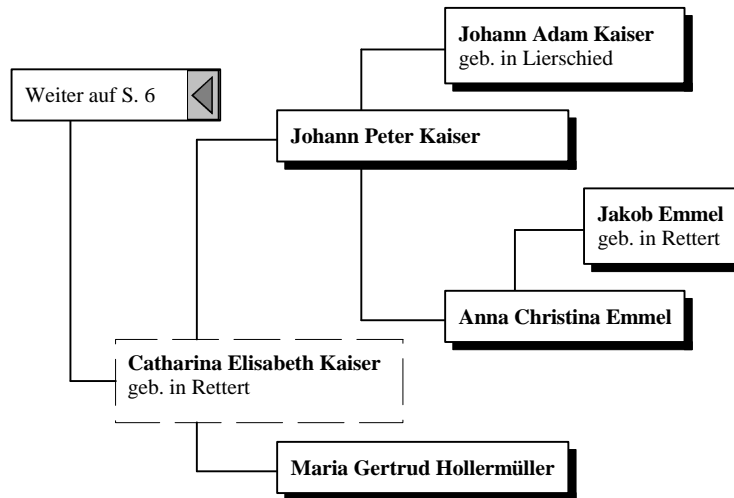 Johann Adam Kaiser
geb. in Lierschied
Weiter auf S. 6
Johann Peter Kaiser
Jakob Emmel
geb. in Rettert
Anna Christina Emmel
Catharina Elisabeth Kaiser
geb. in Rettert
Maria Gertrud Hollermüller